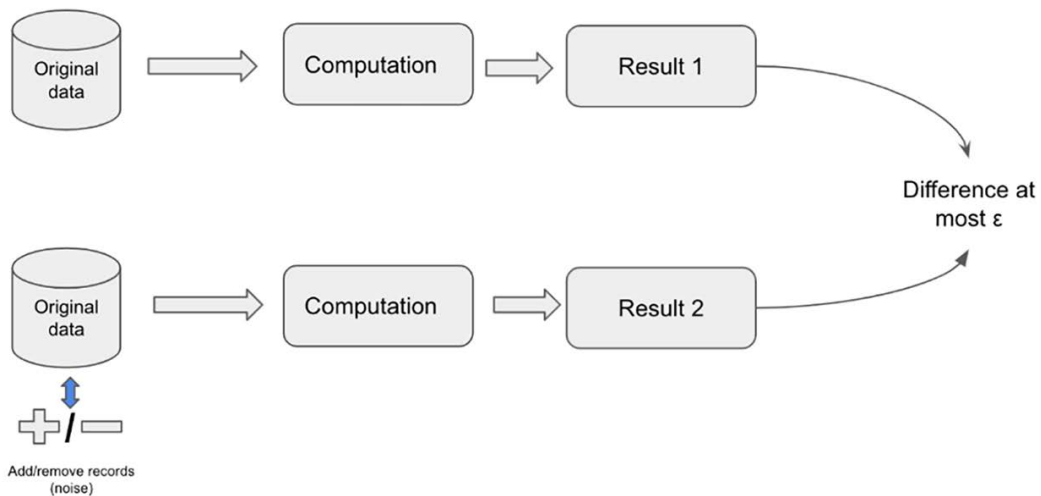 Original
data
Computation
Result 1
Difference at
most ε
Original
data
Computation
Result 2
/
Add/remove records
(noise)